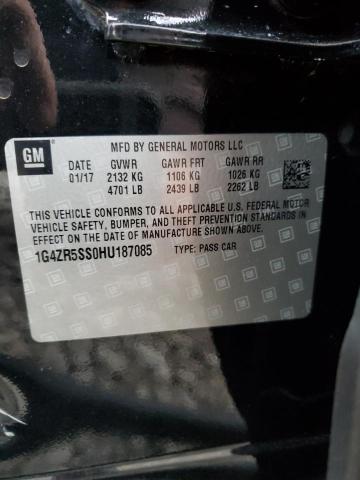 GM
MFD BY GENERAL MOTORS LLC
DATE GVWR GAWR FRT GAWR RR
01/17 2132 KG 1106 KG 1026 KG
4701 LB 2439 LB 2262 LB
THIS VEHICLE CONFORMS TO ALL APPLICABLE U.S. FEDERAL MOTOR
VEHICLE SAFETY, BUMPER, AND THEFT PREVENTION STANDARDS IN
EFFECT ON THE DATE OF MANUFACTURE SHOWN ABOVE.
1G4ZR5SS0HU187085 TYPE: PASS CAR